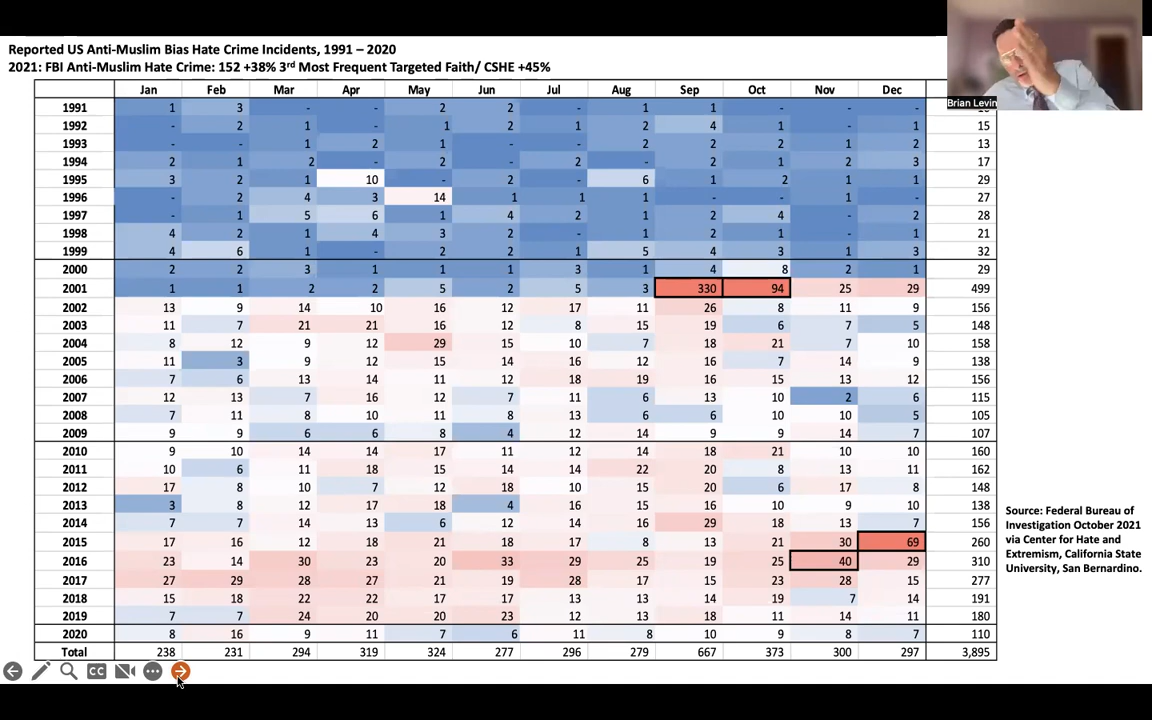 Reported US Anti-Muslim Bias Hate Crime Incidents, 1991 – 2020
2021: FBI Anti-Muslim Hate Crime: 152 +38% 3rd Most Frequent Targeted Faith/ CSHE +45%
Brian Levin
Jan Feb Mar Apr May Jun Jul Aug Sep Oct Nov Dec
1991 1 3 - - 2 2 - 1 1 - - -
1992 - 2 1 - 1 2 1 2 4 1 - 1 15
1993 - - 1 2 1 - - 2 2 2 1 2 13
1994 2 1 2 - 2 - 2 - 2 1 2 3 17
1995 3 2 1 10 - 2 - 6 1 2 1 1 29
1996 - 2 4 3 14 1 1 1 - - 1 - 27
1997 - 1 5 6 1 4 2 1 2 4 - 2 28
1998 4 2 1 4 3 2 - 1 2 1 - 1 21
1999 4 6 1 - 2 2 1 5 4 3 1 3 32
2000 2 2 3 1 1 1 3 1 4 8 2 1 29
2001 1 1 2 2 5 2 5 3 330 94 25 29 499
2002 13 9 14 10 16 12 17 11 26 8 11 9 156
2003 11 7 21 21 16 12 8 15 19 6 7 5 148
2004 8 12 9 12 29 15 10 7 18 21 7 10 158
2005 11 3 9 12 15 14 16 12 16 7 14 9 138
2006 7 6 13 14 11 12 18 19 16 15 13 12 156
2007 12 13 7 16 12 7 11 6 13 10 2 6 115
2008 7 11 8 10 11 8 13 6 6 10 10 5 105
2009 9 9 6 6 8 4 12 14 9 9 14 7 107
2010 9 10 14 14 17 11 12 14 18 21 10 10 160
2011 10 6 11 18 15 14 14 22 20 8 13 11 162
2012 17 8 10 7 12 18 10 15 20 6 17 8 148
2013 3 8 12 17 18 4 16 15 16 10 9 10 138
2014 7 7 14 13 6 12 14 16 29 18 13 7 156
2015 17 16 12 18 21 18 17 8 13 21 30 69 260
2016 23 14 30 23 20 33 29 25 19 25 40 29 310
2017 27 29 28 27 21 19 28 17 15 23 28 15 277
2018 15 18 22 22 17 17 13 13 14 19 7 14 191
2019 7 7 24 20 20 23 12 13 18 11 14 11 180
2020 8 16 9 11 7 6 11 8 10 9 8 7 110
Total 238 231 294 319 324 277 296 279 667 373 300 297 3,895
Source: Federal Bureau of
Investigation October 2021
via Center for Hate and
Extremism, California State
University, San Bernardino.
CC